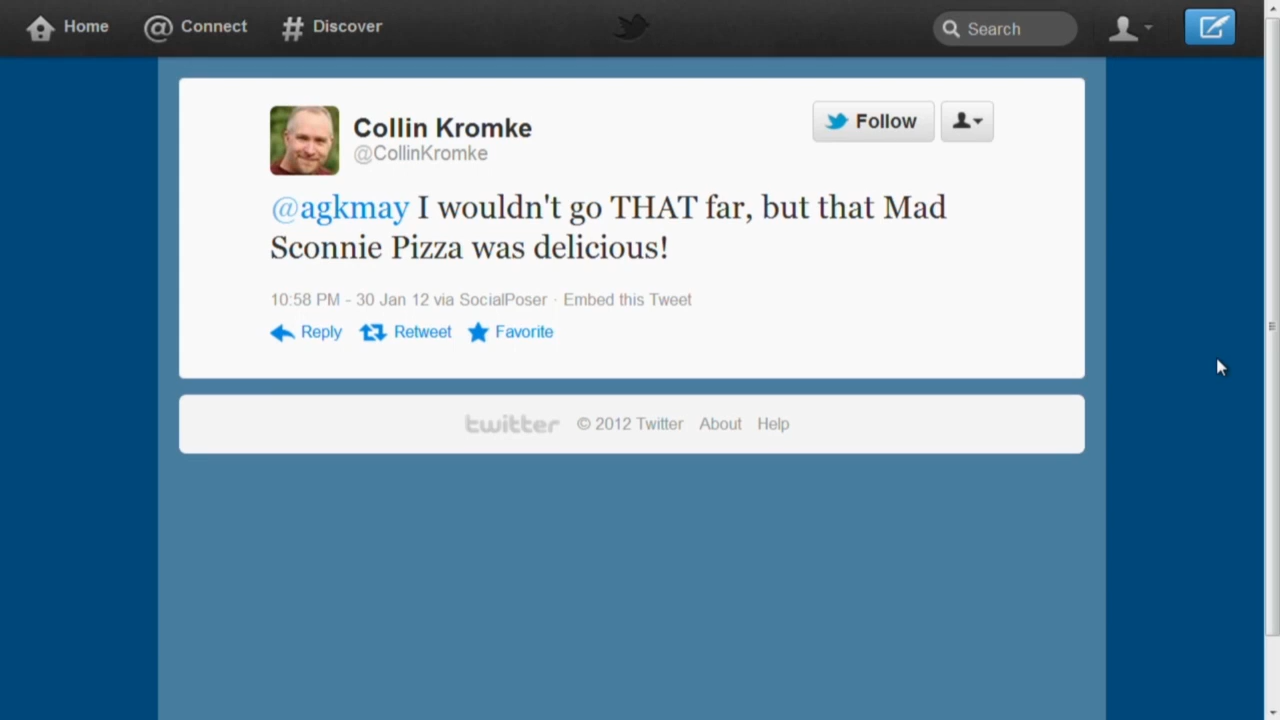 Home Connect Discover Search
Collin Kromke Follow
@CollinKromke
@agkmay I wouldn't go THAT far, but that Mad
Sconnie Pizza was delicious!
10:58 PM - 30 Jan 12 via SocialPoser · Embed this Tweet
Reply Retweet Favorite
twitter © 2012 Twitter About Help